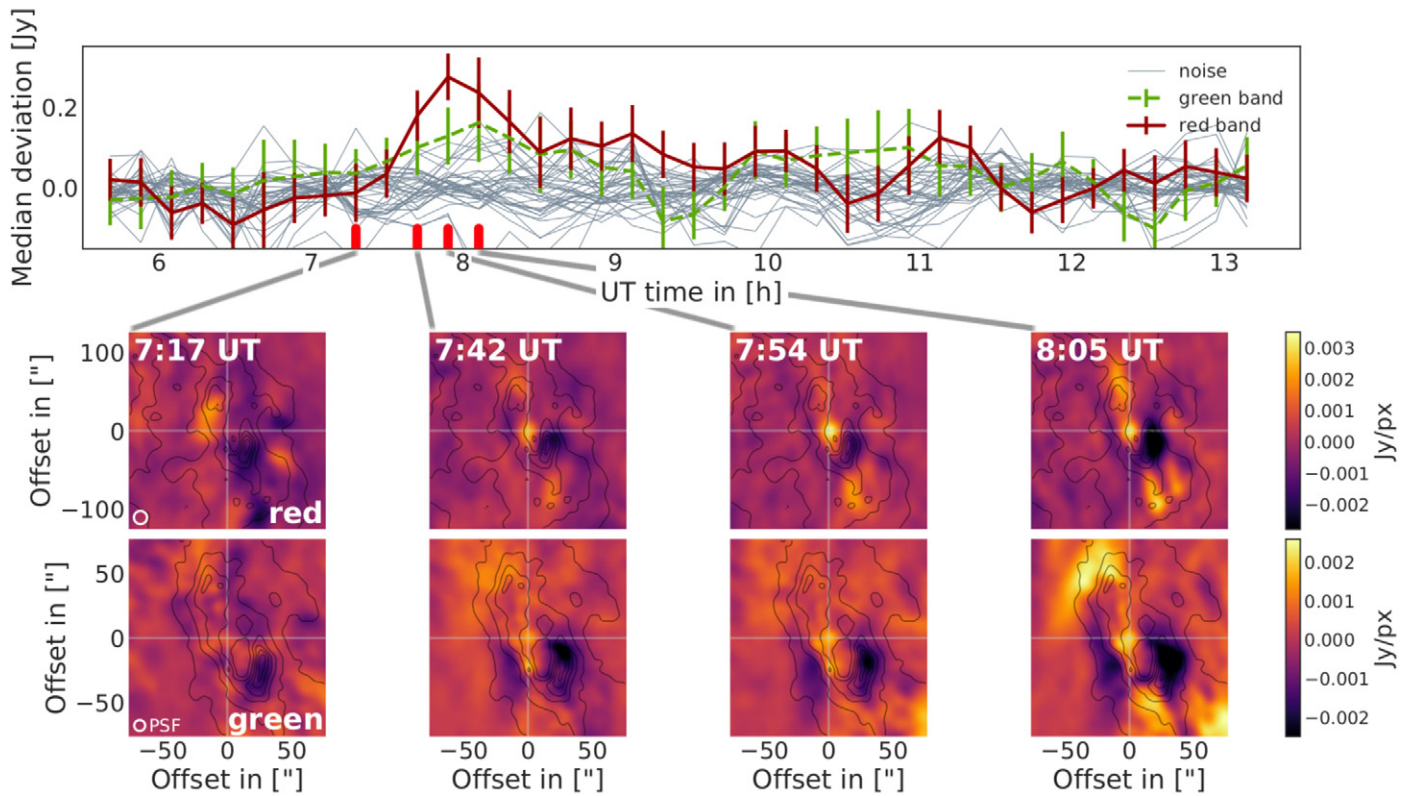 Median deviation [Jy]
0.2
0.0
noise
green band
red band
6 7 8 9 10 11 12 13
UT time in [h]
7:17 UT 7:42 UT 7:54 UT 8:05 UT
Offset in ["]
100
0
−100
red
0.003
0.002
0.001
0.000
−0.001
−0.002
Jy/px
Offset in ["]
50
0
−50
PSF green
0.002
0.001
0.000
−0.001
−0.002
Jy/px
−50 0 50 −50 0 50 −50 0 50 −50 0 50
Offset in ["] Offset in ["] Offset in ["] Offset in ["]